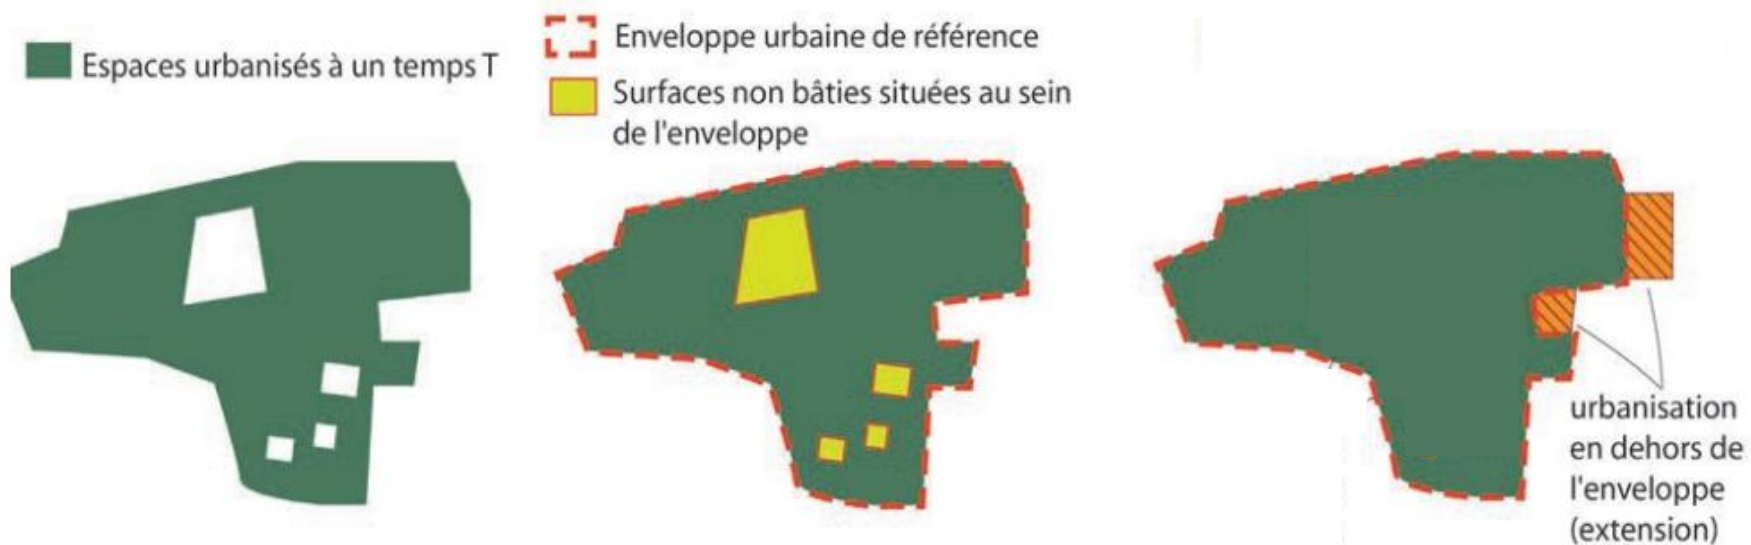 Espaces urbanisés à un temps T
Enveloppe urbaine de référence
Surfaces non bâties situées au sein
de l'enveloppe
urbanisation
en dehors de
l'enveloppe
(extension)